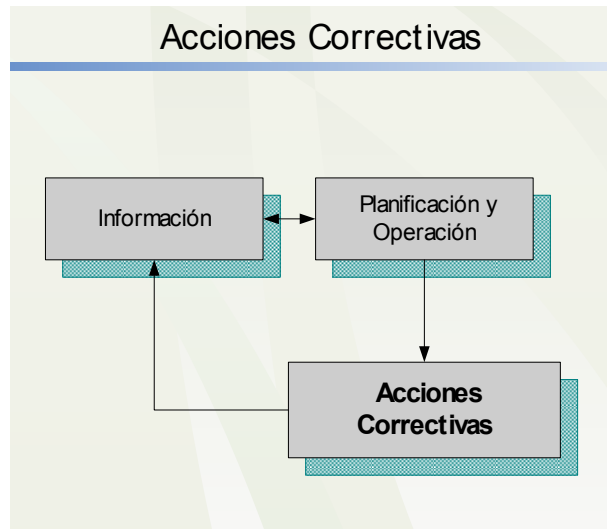 Acciones Correctivas
Información
Planificación y
Operación
Acciones
Correctivas